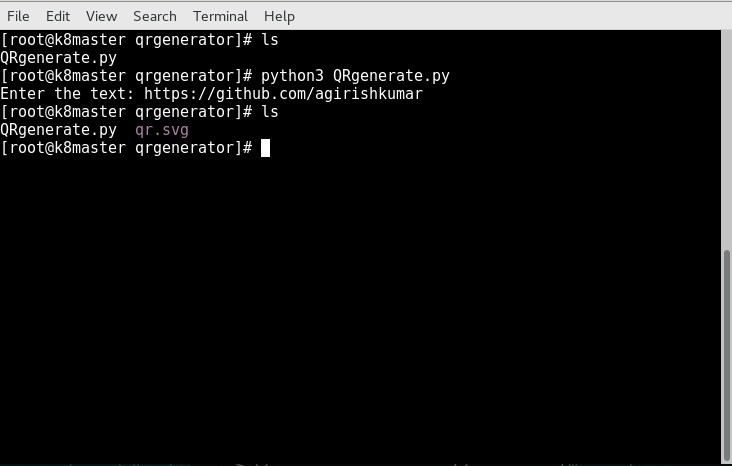 File Edit View Search Terminal Help
[root@k8master qrgenerator]# ls
QRgenerate.py
[root@k8master qrgenerator]# python3 QRgenerate.py
Enter the text: https://github.com/agirishkumar
[root@k8master qrgenerator]# ls
QRgenerate.py  qr.svg
[root@k8master qrgenerator]#